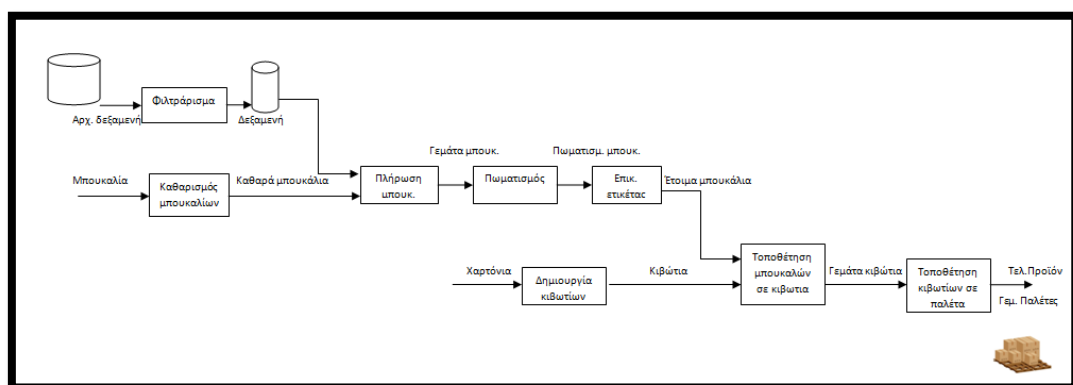 Φιλτράρισμα
Αρχ. δεξαμενή
Δεξαμενή
Γεμάτα μπουκ.
Πωματισμ. μπουκ.
Μπουκαλία
Καθαρισμός
μπουκαλίων
Καθαρά μπουκάλια
Πλήρωση
μπουκ.
Πωματισμός
Επικ.
ετικέτας
Έτοιμα μπουκάλια
Χαρτόνια
Δημιουργία
κιβωτίων
Κιβώτια
Τοποθέτηση
μπουκαλών
σε κιβωτια
Γεμάτα κιβώτια
Τοποθέτηση
κιβωτίων σε
παλέτα
Τελ.Προϊόν
Γεμ. Παλέτες